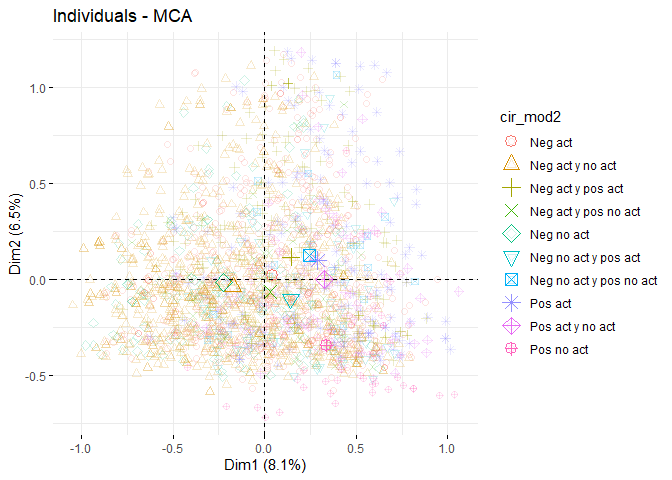 Individuals - MCA
1.0
0.5
0.0
-0.5
Dim2 (6.5%)
-1.0
-0.5
0.0
0.5
1.0
Dim1 (8.1%)
cir_mod2
Neg act
Neg act y no act
Neg act y pos act
Neg act y pos no act
Neg no act
Neg no act y pos act
Neg no act y pos no act
Pos act
Pos act y no act
Pos no act